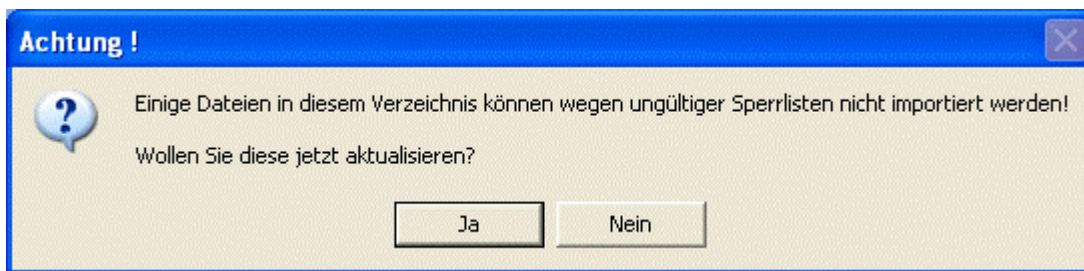 Achtung !
Einige Dateien in diesem Verzeichnis können wegen ungültiger Sperrlisten nicht importiert werden!
Wollen Sie diese jetzt aktualisieren?
Ja
Nein